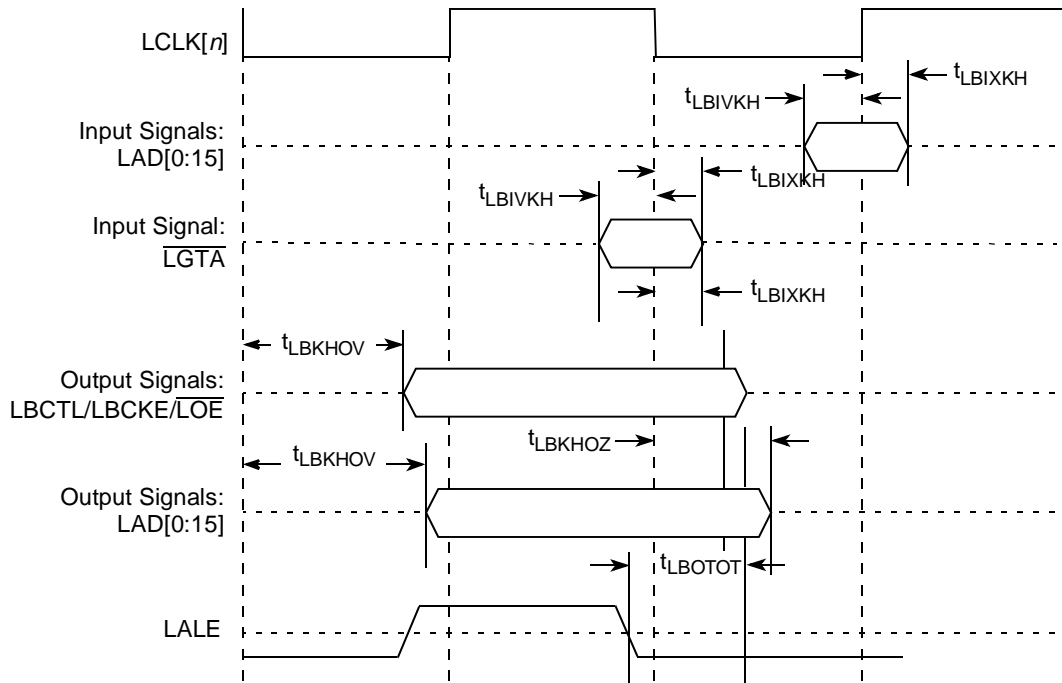 LCLK[n]
tLBIXKH
tLBIVKH
Input Signals:
LAD[0:15]
tLBIXKH
tLBIVKH
Input Signal:
LGTA
tLBIXKH
tLBKHOV
Output Signals:
LBCTL/LBCKE/LOE
tLBKHOZ
tLBKHOV
Output Signals:
LAD[0:15]
tLBOTOT
LALE